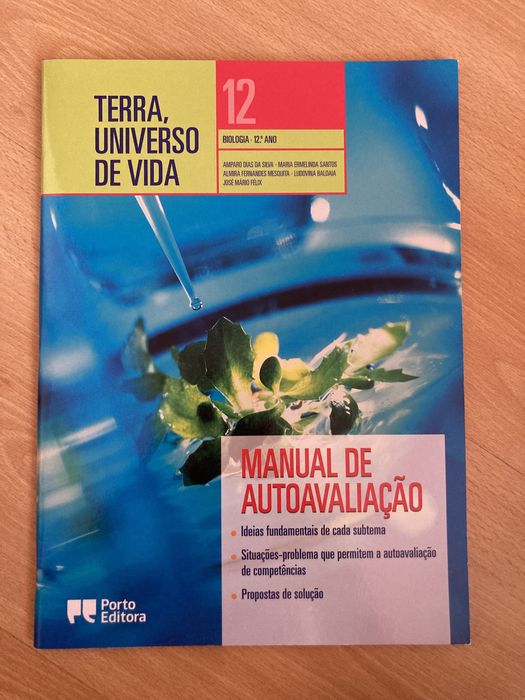 TERRA,
UNIVERSO
DE VIDA
12
BIOLOGIA · 12.º ANO
AMPARO DIAS DA SILVA · MARIA ERMELINDA SANTOS
ALMIRA FERNANDES MESQUITA · LUDOVINA BALDAIA
JOSÉ MÁRIO FÉLIX
MANUAL DE
AUTOAVALIAÇÃO
• Ideias fundamentais de cada subtema
• Situações-problema que permitem a autoavaliação
de competências
• Propostas de solução
Porto
Editora